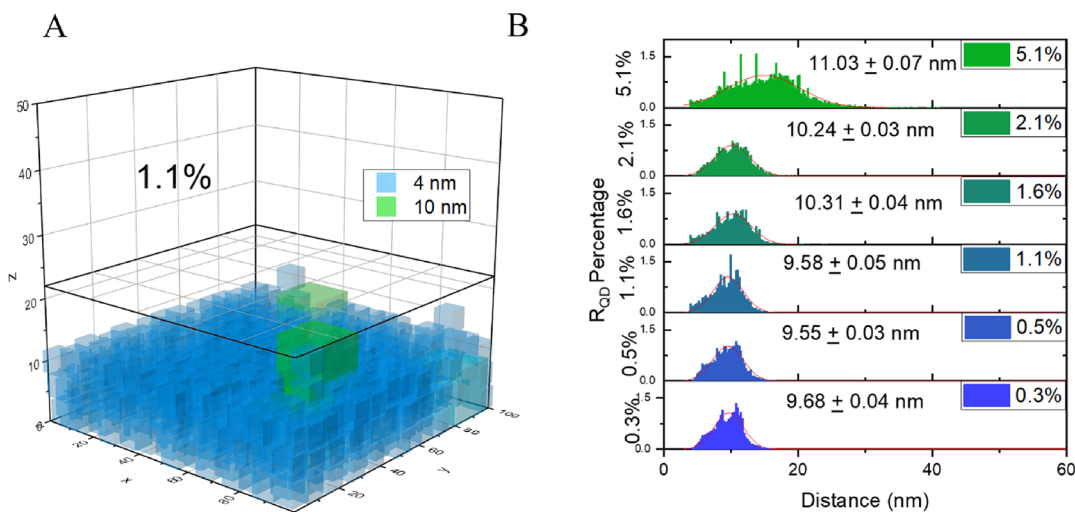 A
50
40
30
20
10
0
z
1.1%
4 nm
10 nm
20
40
60
80
x
20
40
60
80
100
y
B
R_QD Percentage
5.1%
1.5
0.0
11.03 ± 0.07 nm
5.1%
2.1%
1.5
0.0
10.24 ± 0.03 nm
2.1%
1.6%
1.5
0.0
10.31 ± 0.04 nm
1.6%
1.1%
1.5
0.0
9.58 ± 0.05 nm
1.1%
0.5%
1.5
0.0
9.55 ± 0.03 nm
0.5%
0.3%
1.5
0.0
9.68 ± 0.04 nm
0.3%
0
20
40
60
Distance (nm)